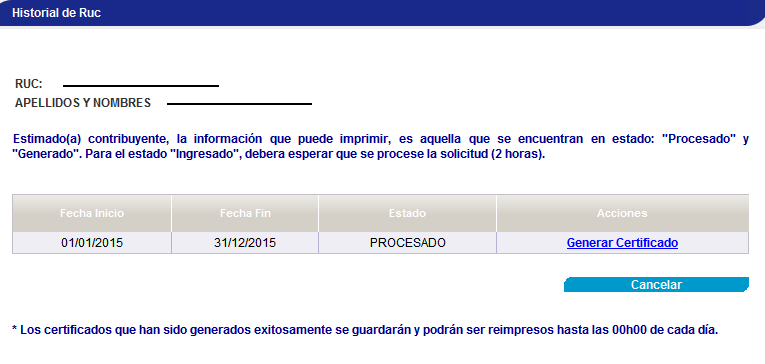 Historial de Ruc
RUC:
APELLIDOS Y NOMBRES
Estimado(a) contribuyente, la información que puede imprimir, es aquella que se encuentran en estado: "Procesado" y
"Generado". Para el estado "Ingresado", debera esperar que se procese la solicitud (2 horas).
Fecha Inicio Fecha Fin Estado Acciones
01/01/2015 31/12/2015 PROCESADO Generar Certificado
Cancelar
* Los certificados que han sido generados exitosamente se guardarán y podrán ser reimpresos hasta las 00h00 de cada día.